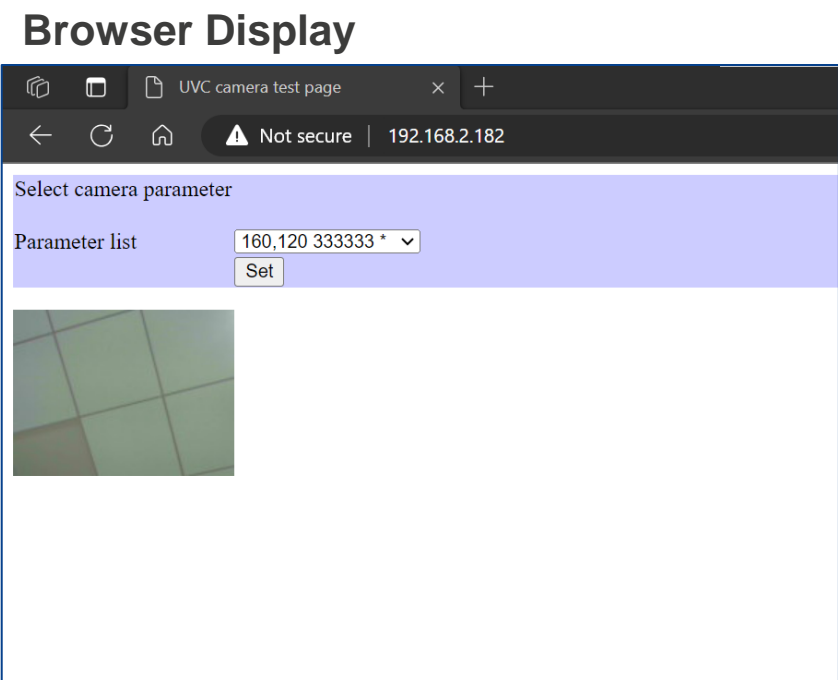 Browser Display
UVC camera test page
Not secure | 192.168.2.182
Select camera parameter
Parameter list
160,120 333333 *
Set